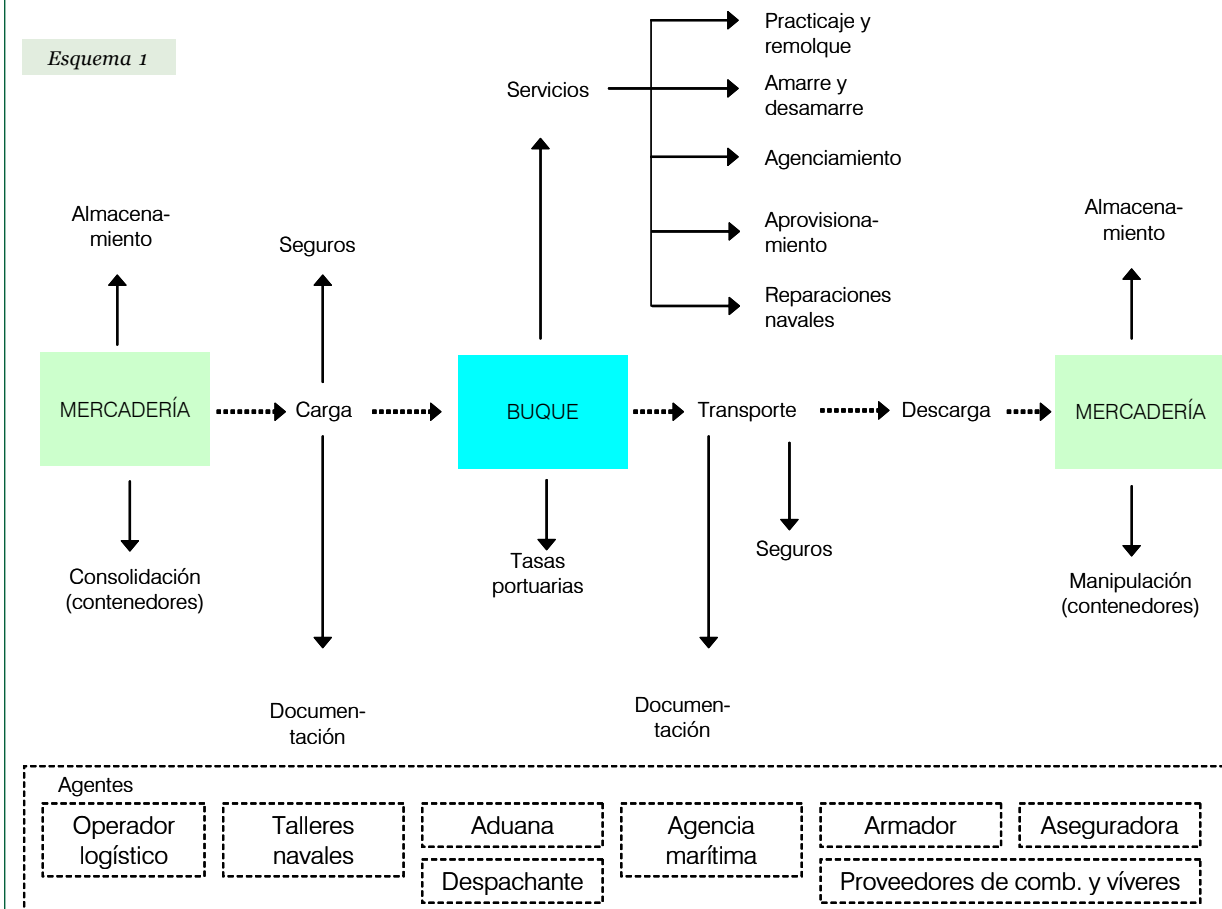 Esquema 1
Practicaje y
remolque
Servicios
Amarre y
desamarre
Agenciamiento
Aprovisiona-
miento
Reparaciones
navales
Almacena-
miento
Seguros
Almacena-
miento
MERCADERÍA
Carga
BUQUE
Transporte
Descarga
MERCADERÍA
Consolidación
(contenedores)
Tasas
portuarias
Seguros
Manipulación
(contenedores)
Documen-
tación
Documen-
tación
Agentes
Operador
logístico
Talleres
navales
Aduana
Despachante
Agencia
marítima
Armador
Aseguradora
Proveedores de comb. y víveres